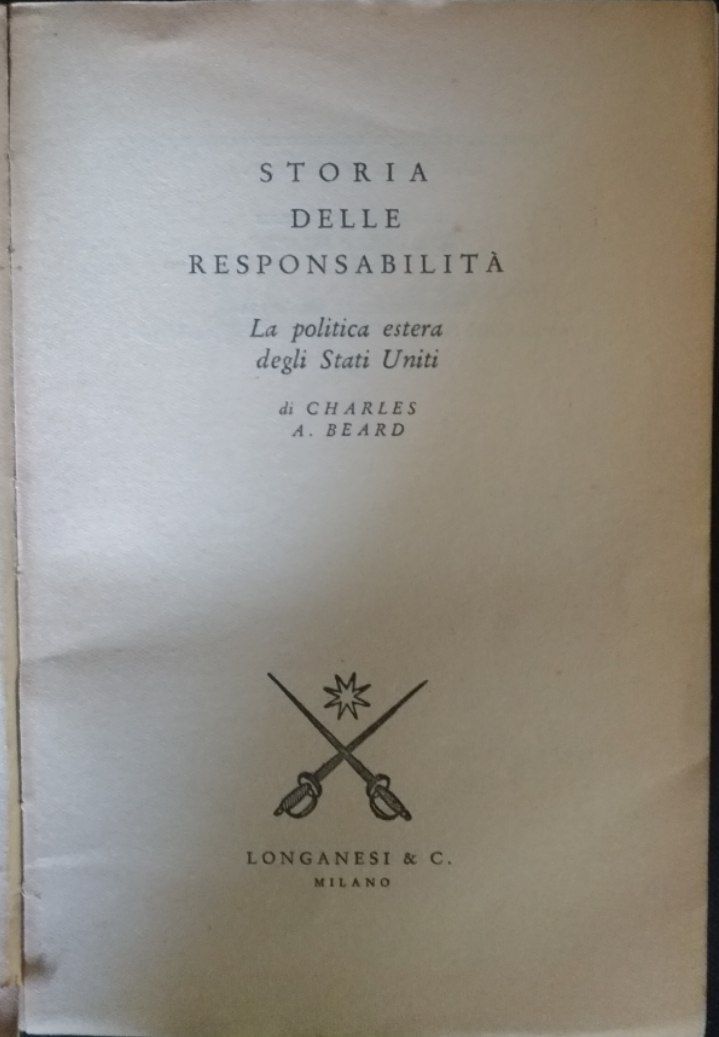 STORIA
DELLE
RESPONSABILITÀ
La politica estera
degli Stati Uniti
di CHARLES
A. BEARD
LONGANESI & C.
MILANO